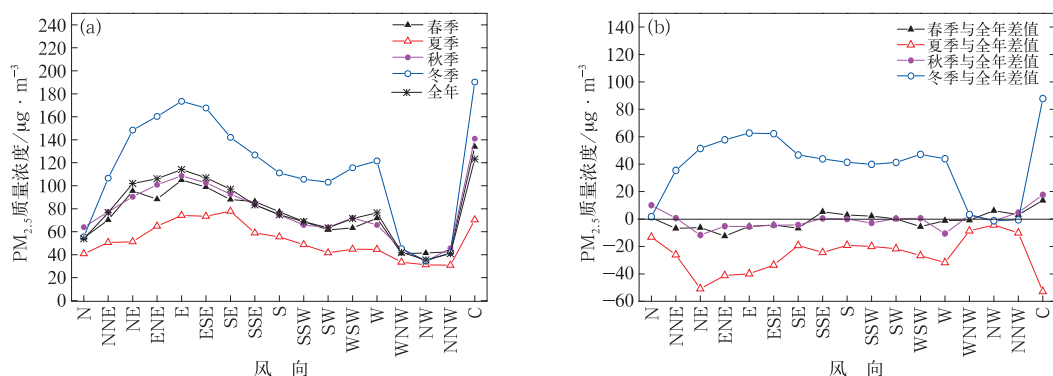 (a)
春季
夏季
秋季
冬季
全年
PM2.5质量浓度/μg·m⁻³
240
220
200
180
160
140
120
100
80
60
40
20
0
N
NNE
NE
ENE
E
ESE
SE
SSE
S
SSW
SW
WSW
W
WNW
NW
NNW
C
风 向
(b)
春季与全年差值
夏季与全年差值
秋季与全年差值
冬季与全年差值
PM2.5质量浓度/μg·m⁻³
140
120
100
80
60
40
20
0
−20
−40
−60
N
NNE
NE
ENE
E
ESE
SE
SSE
S
SSW
SW
WSW
W
WNW
NW
NNW
C
风 向